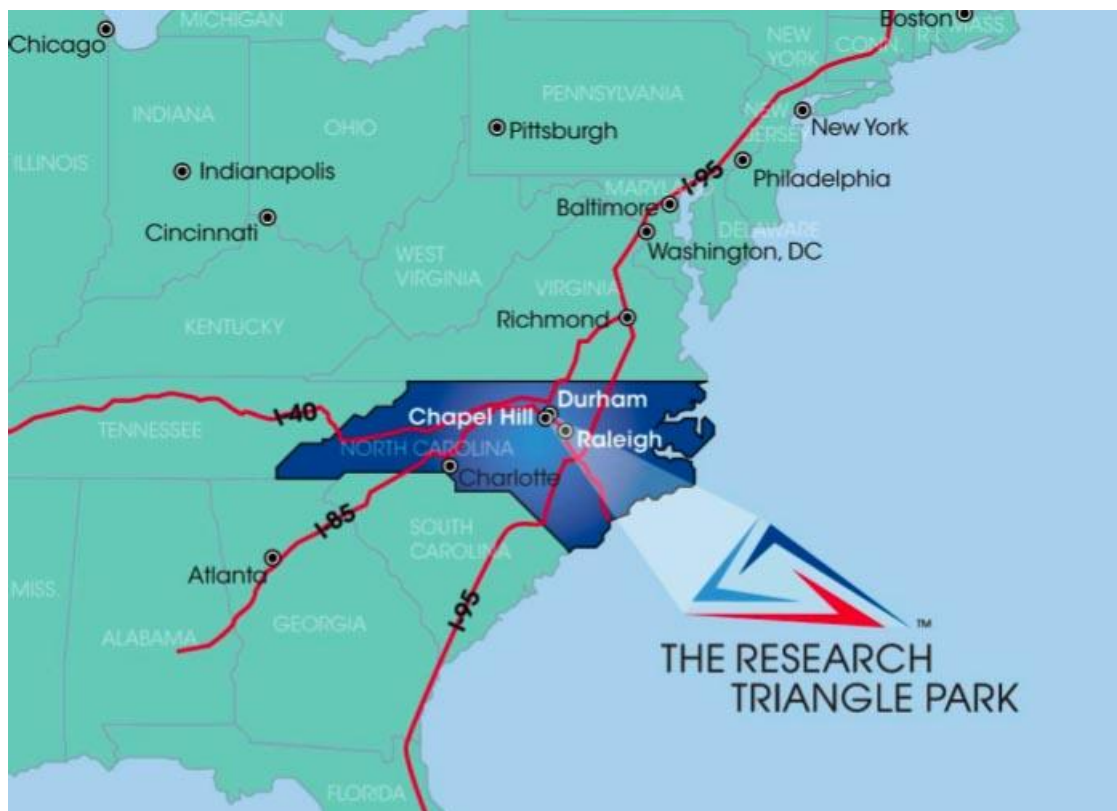 MICHIGAN
Boston
MASS.
Chicago
NEW
YORK
CONN.
R.I.
INDIANA
OHIO
PENNSYLVANIA
NEW
JERSEY
New York
Pittsburgh
ILLINOIS
Indianapolis
Philadelphia
I-95
MARYLAND
Baltimore
DELAWARE
Cincinnati
Washington, DC
WEST
VIRGINIA
VIRGINIA
Richmond
KENTUCKY
Durham
Chapel Hill
I-40
TENNESSEE
Raleigh
NORTH CAROLINA
Charlotte
I-85
SOUTH
CAROLINA
Atlanta
MISS.
I-95
GEORGIA
ALABAMA
TM
THE RESEARCH
TRIANGLE PARK
FLORIDA